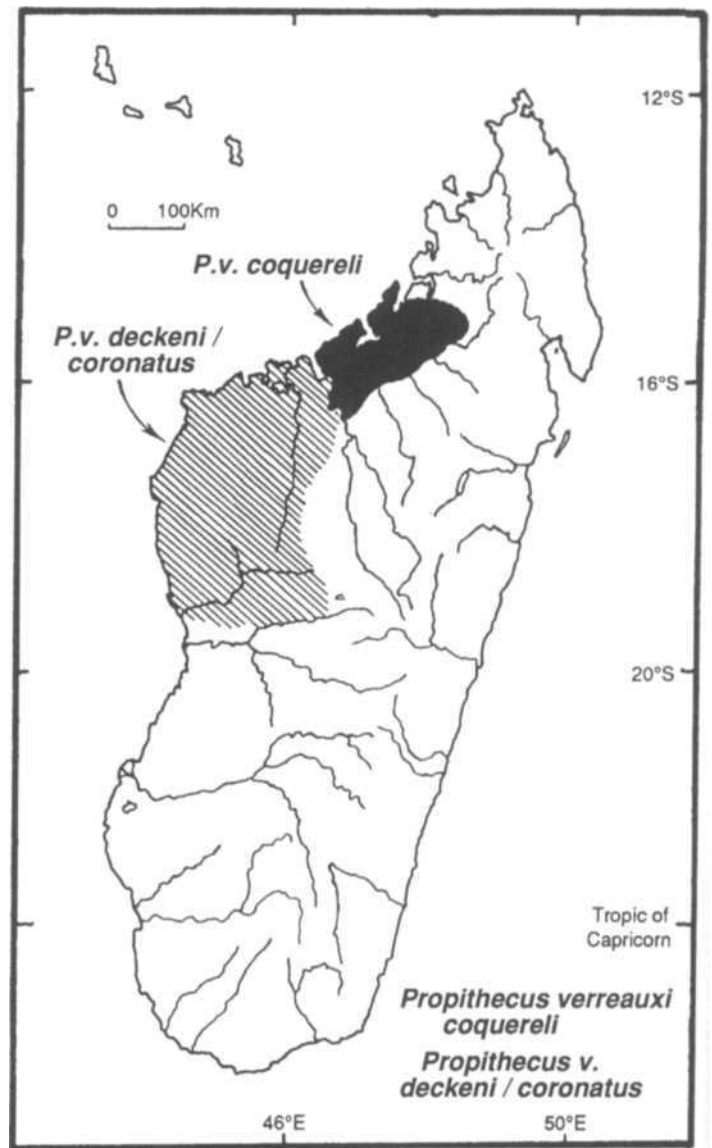 12°S
0 100Km
P.v. coquereli
P.v. deckeni /
coronatus
16°S
20°S
Tropic of
Capricorn
Propithecus verreauxi
coquereli
Propithecus v.
deckeni / coronatus
46°E 50°E